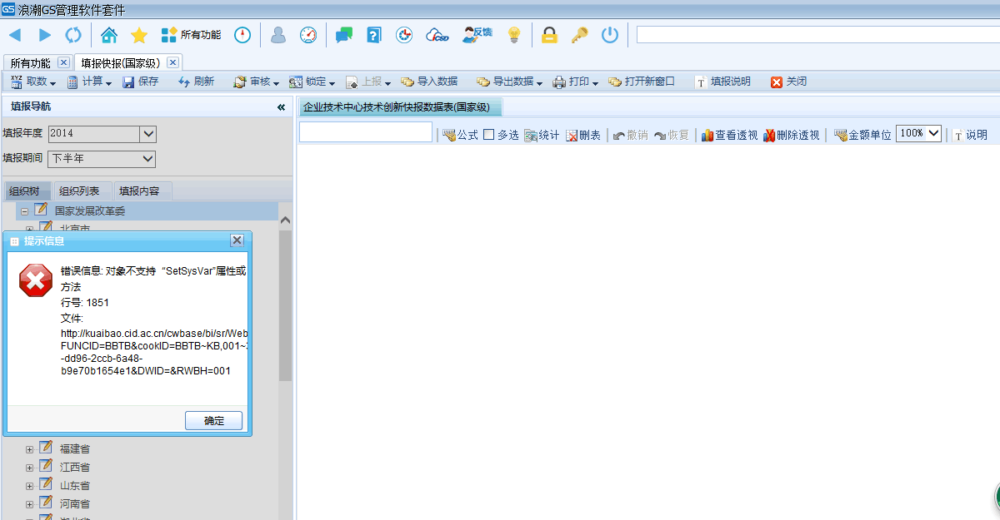 GS 浪潮GS管理软件套件
所有功能 iCSD 反馈
所有功能 填报快报(国家级)
XYZ 取数 计算 保存 刷新 审核 锁定 上报 导入数据 导出数据 打印 打开新窗口 T 填报说明 关闭
填报导航 «
企业技术中心技术创新快报数据表(国家级)
填报年度 2014
公式 多选 统计 删表 撤销 恢复 查看透视 删除透视 金额单位 100% T 说明
填报期间 下半年
组织树 组织列表 填报内容
国家发展改革委
北京市
提示信息
错误信息: 对象不支持“SetSysVar”属性或
方法
行号: 1851
文件:
http://kuaibao.cid.ac.cn/cwbase/bi/sr/Web
FUNCID=BBTB&cookID=BBTB~KB,001~
-dd96-2ccb-6a48-
b9e70b1654e1&DWID=&RWBH=001
确定
福建省
江西省
山东省
河南省